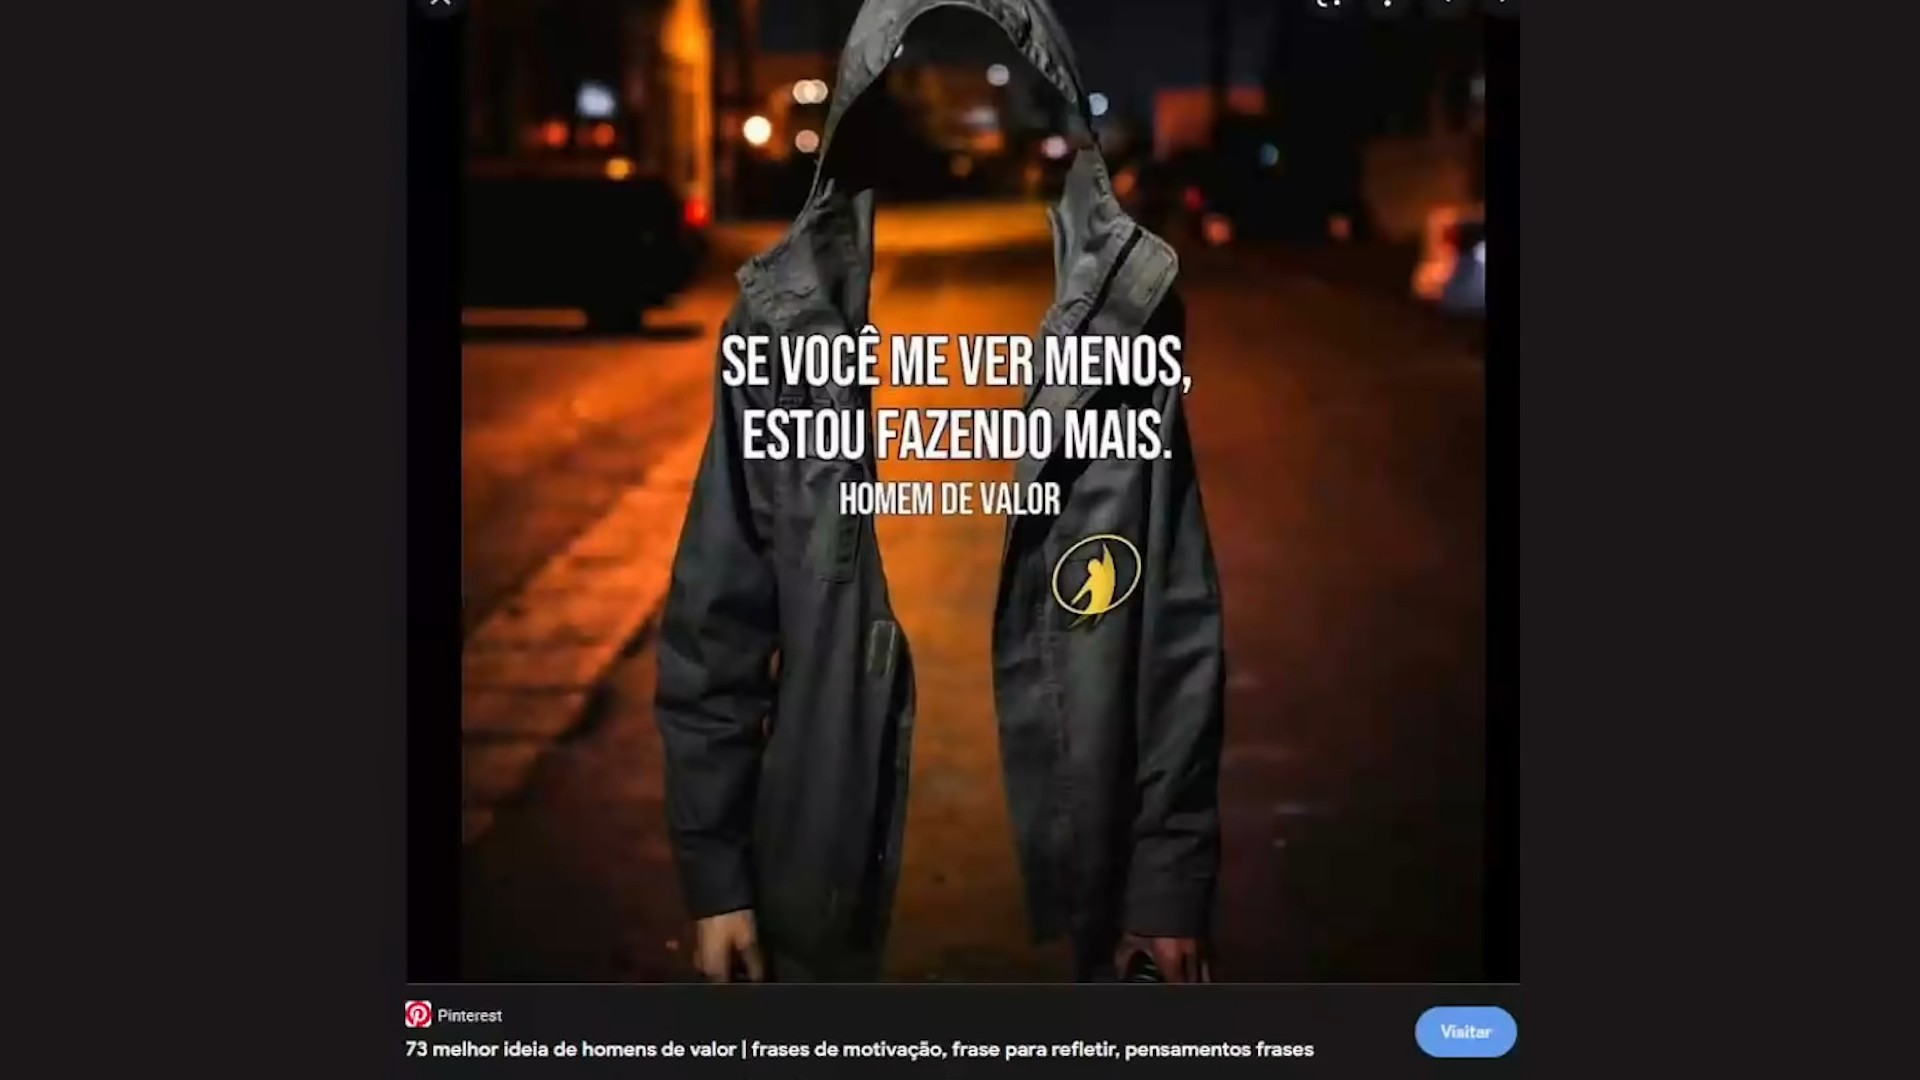 SE VOCÊ ME VER MENOS,
ESTOU FAZENDO MAIS.
HOMEM DE VALOR
Pinterest
Visitar
73 melhor ideia de homens de valor | frases de motivação, frase para refletir, pensamentos frases